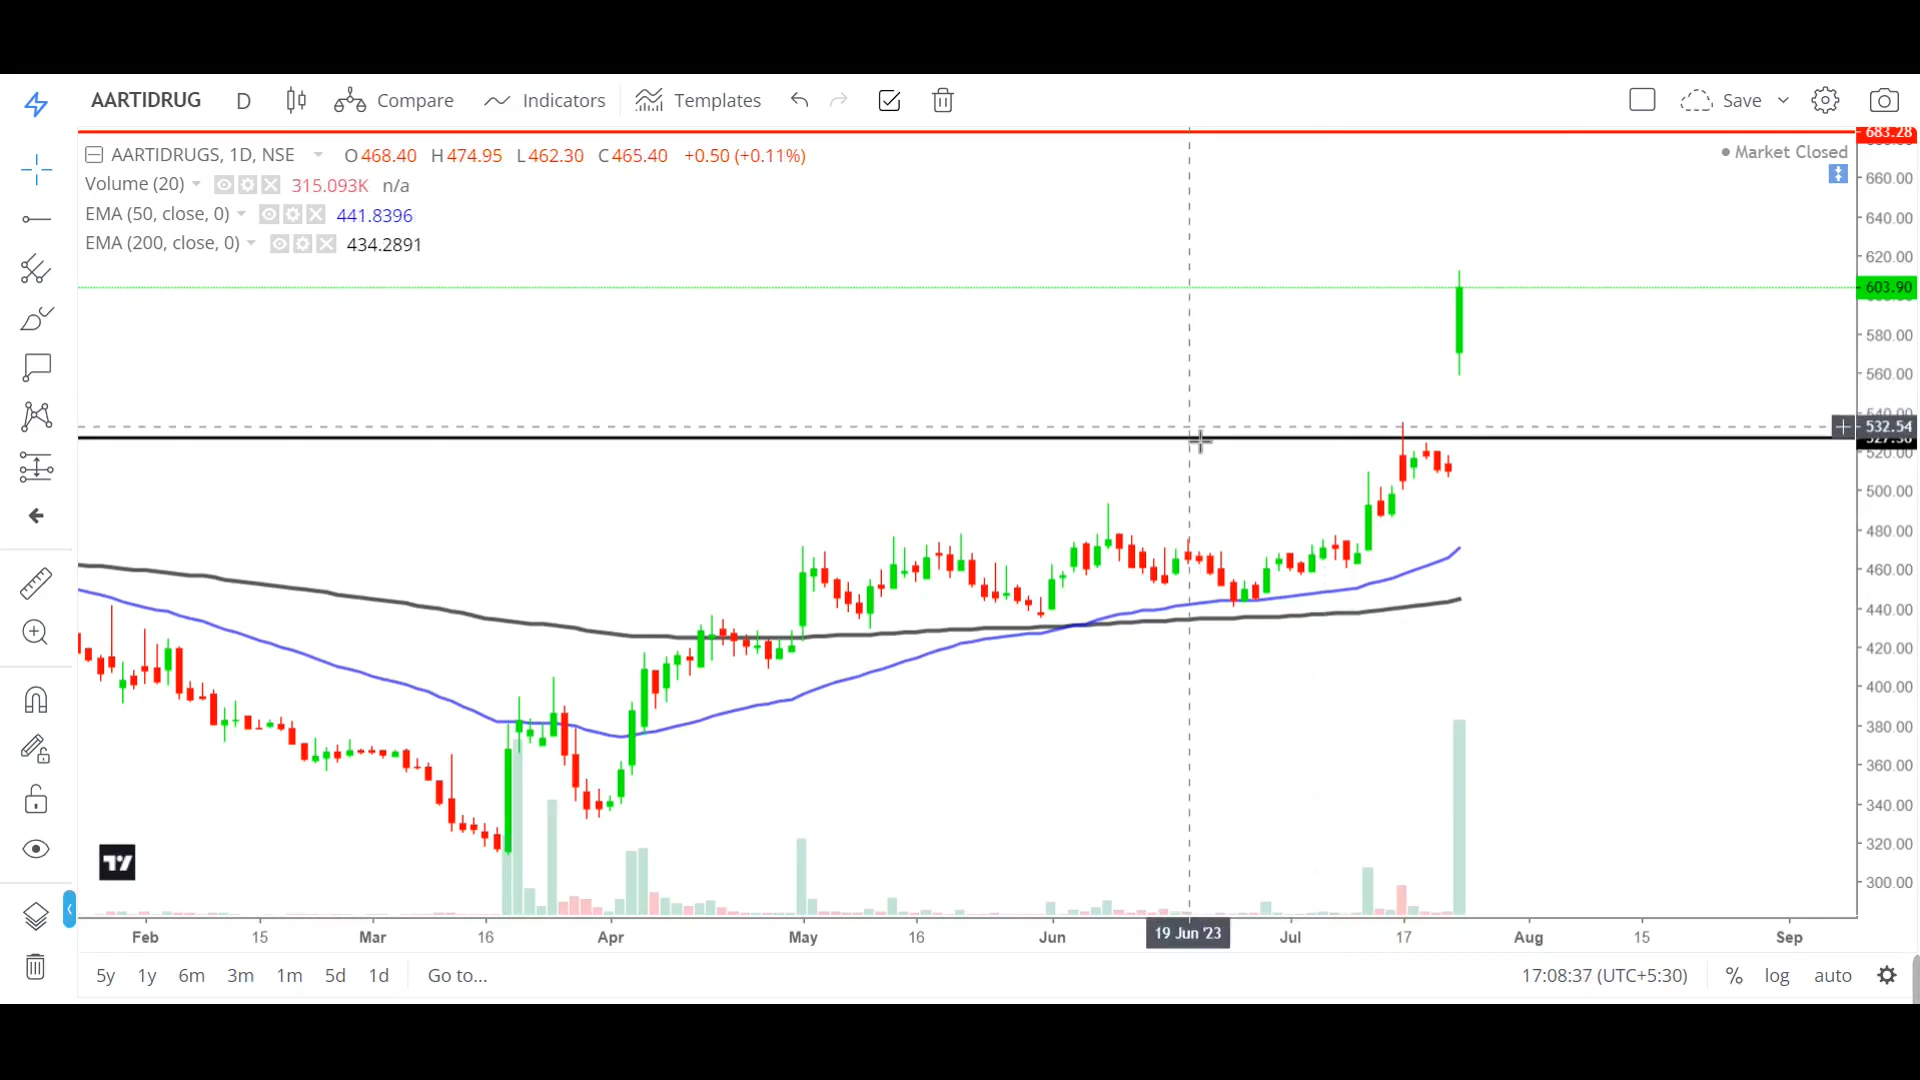 AARTIDRUG D Compare Indicators Templates Save
AARTIDRUGS, 1D, NSE O468.40 H474.95 L462.30 C465.40 +0.50 (+0.11%)
Market Closed
Volume (20) 315.093K n/a
EMA (50, close, 0) 441.8396
EMA (200, close, 0) 434.2891
683.28
660.00
640.00
620.00
603.90
580.00
560.00
540.00
532.54
520.00
500.00
480.00
460.00
440.00
420.00
400.00
380.00
360.00
340.00
320.00
300.00
Feb 15 Mar 16 Apr May 16 Jun 19 Jun '23 Jul 17 Aug 15 Sep
5y 1y 6m 3m 1m 5d 1d Go to... 17:08:37 (UTC+5:30) % log auto